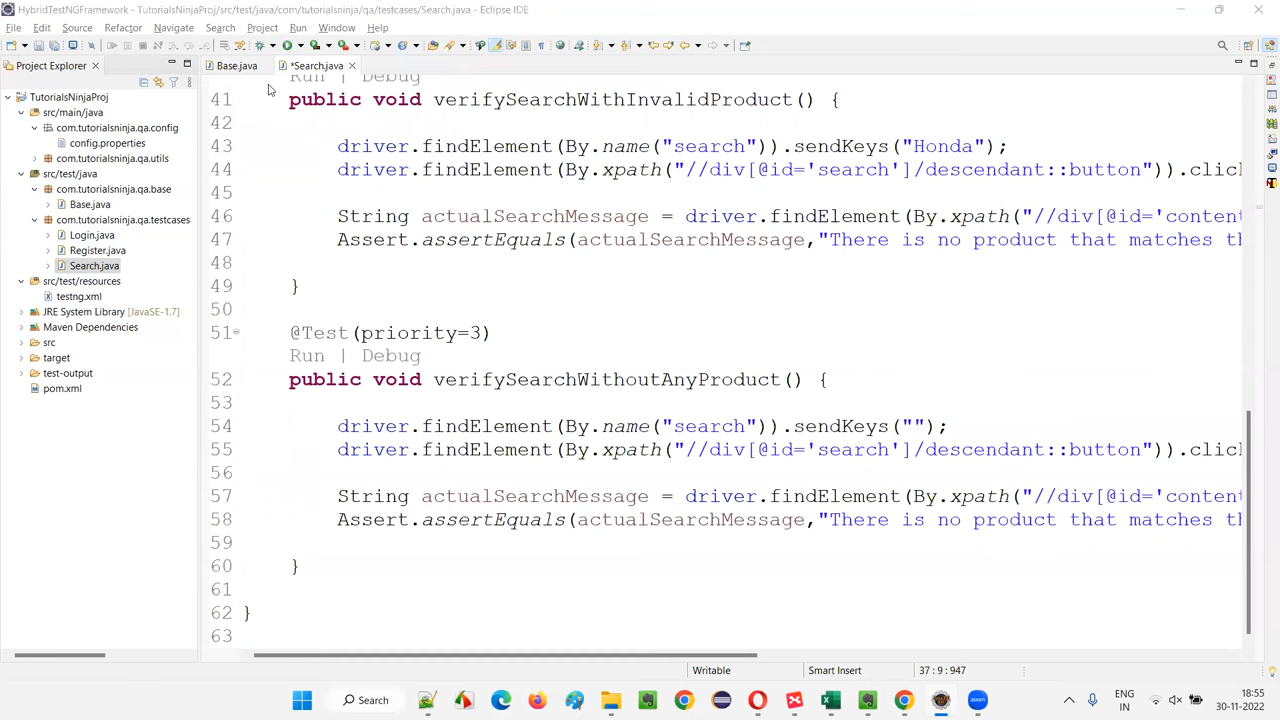 HybridTestNGFramework - TutorialsNinjaProj/src/test/java/com/tutorialsninja/qa/testcases/Search.java - Eclipse IDE
File Edit Source Refactor Navigate Search Project Run Window Help
Project Explorer
Base.java
*Search.java
TutorialsNinjaProj
src/main/java
com.tutorialsninja.qa.config
config.properties
com.tutorialsninja.qa.utils
src/test/java
com.tutorialsninja.qa.base
Base.java
com.tutorialsninja.qa.testcases
Login.java
Register.java
Search.java
src/test/resources
testng.xml
JRE System Library [JavaSE-1.7]
Maven Dependencies
src
target
test-output
pom.xml
Run | Debug
41 public void verifySearchWithInvalidProduct() {
42
43 driver.findElement(By.name("search")).sendKeys("Honda");
44 driver.findElement(By.xpath("//div[@id='search']/descendant::button")).clic
45
46 String actualSearchMessage = driver.findElement(By.xpath("//div[@id='content
47 Assert.assertEquals(actualSearchMessage,"There is no product that matches th
48
49 }
50
51 @Test(priority=3)
Run | Debug
52 public void verifySearchWithoutAnyProduct() {
53
54 driver.findElement(By.name("search")).sendKeys("");
55 driver.findElement(By.xpath("//div[@id='search']/descendant::button")).clic
56
57 String actualSearchMessage = driver.findElement(By.xpath("//div[@id='content
58 Assert.assertEquals(actualSearchMessage,"There is no product that matches th
59
60 }
61
62 }
63
Writable Smart Insert 37 : 9 : 947
Search
zoom
ENG
IN
18:55
30-11-2022